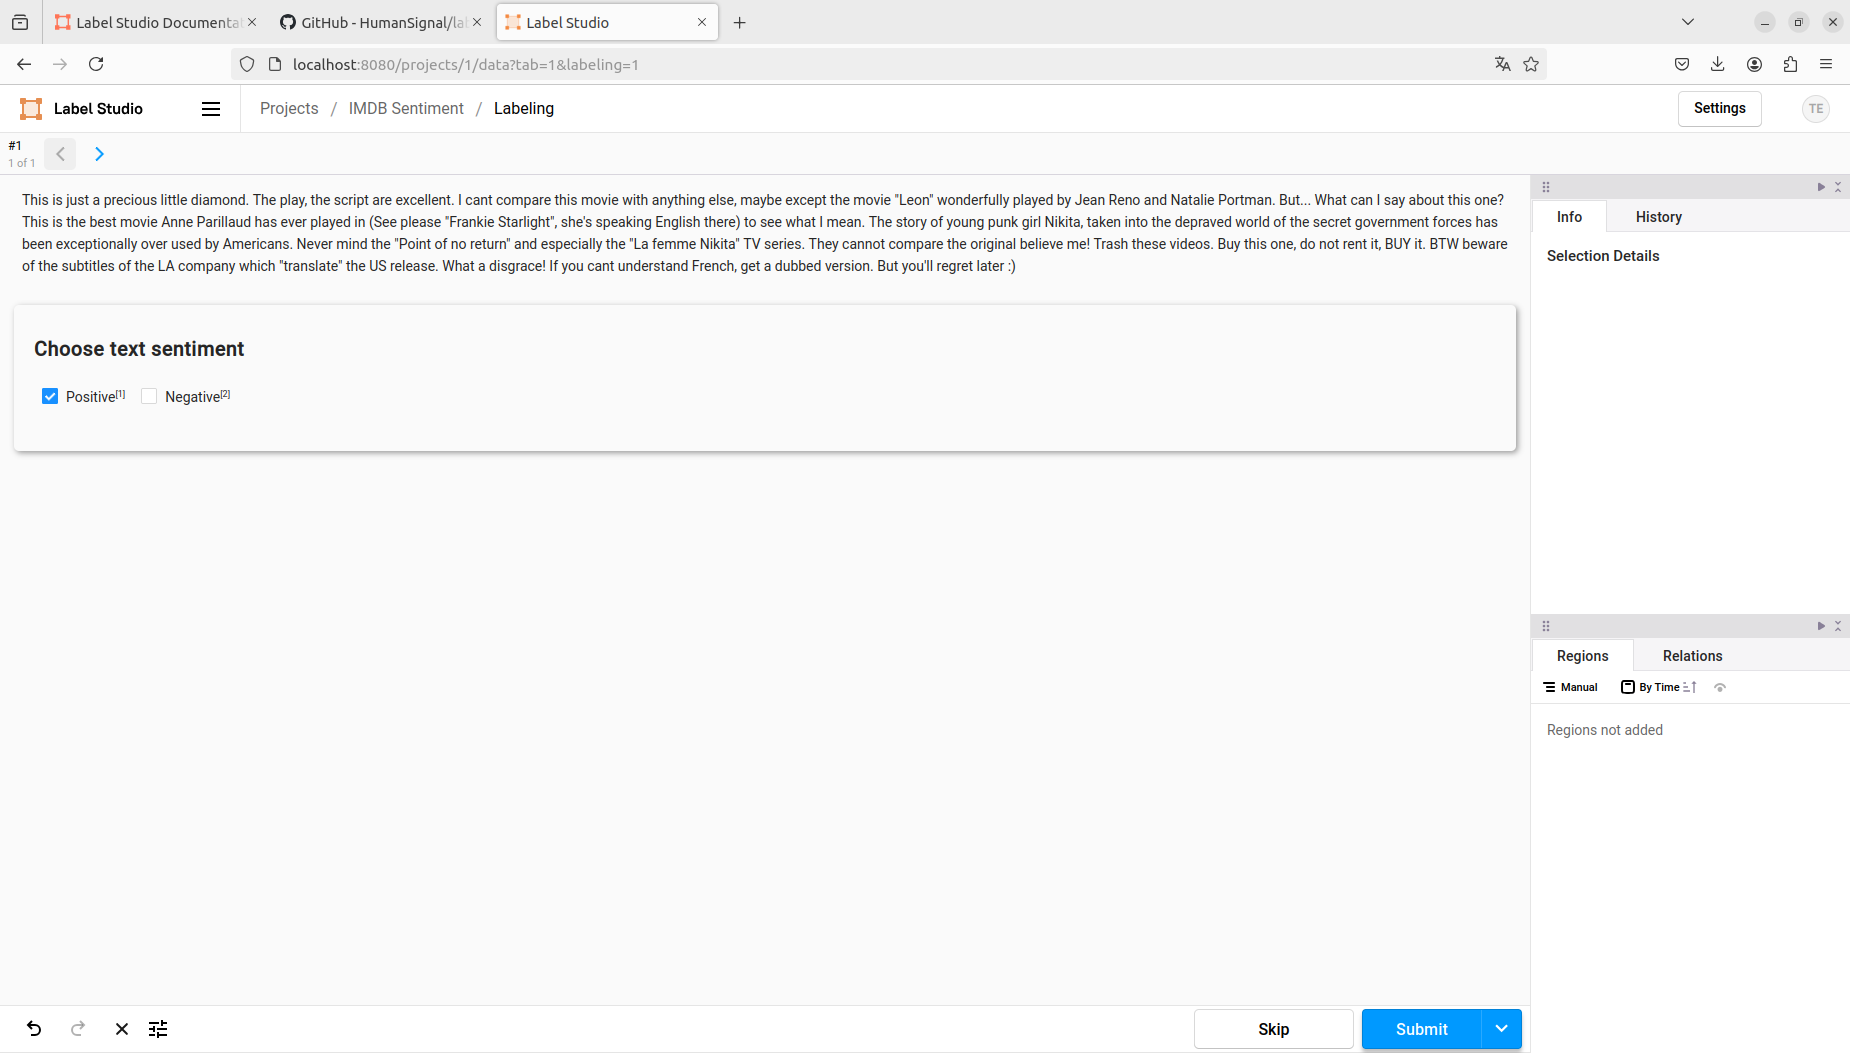 Label Studio Documenta
GitHub - HumanSignal/la
Label Studio
localhost:8080/projects/1/data?tab=1&labeling=1
Label Studio
Projects / IMDB Sentiment / Labeling
Settings
TE
#1
1 of 1
This is just a precious little diamond. The play, the script are excellent. I cant compare this movie with anything else, maybe except the movie "Leon" wonderfully played by Jean Reno and Natalie Portman. But... What can I say about this one?
This is the best movie Anne Parillaud has ever played in (See please "Frankie Starlight", she's speaking English there) to see what I mean. The story of young punk girl Nikita, taken into the depraved world of the secret government forces has
been exceptionally over used by Americans. Never mind the "Point of no return" and especially the "La femme Nikita" TV series. They cannot compare the original believe me! Trash these videos. Buy this one, do not rent it, BUY it. BTW beware
of the subtitles of the LA company which "translate" the US release. What a disgrace! If you cant understand French, get a dubbed version. But you'll regret later :)
Choose text sentiment
Positive[1] Negative[2]
Info
History
Selection Details
Regions
Relations
Manual
By Time
Regions not added
Skip
Submit